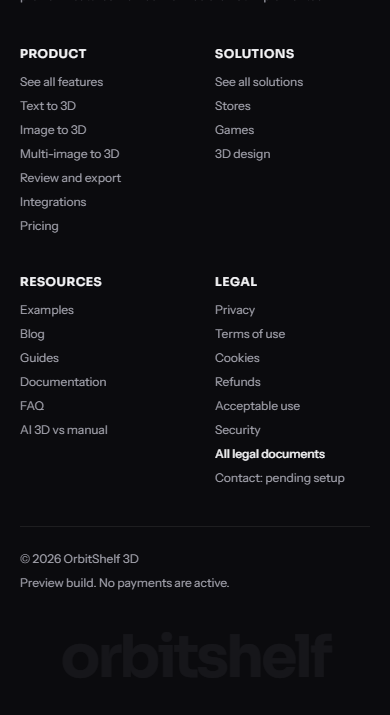 PRODUCT
See all features
Text to 3D
Image to 3D
Multi-image to 3D
Review and export
Integrations
Pricing
SOLUTIONS
See all solutions
Stores
Games
3D design
RESOURCES
Examples
Blog
Guides
Documentation
FAQ
AI 3D vs manual
LEGAL
Privacy
Terms of use
Cookies
Refunds
Acceptable use
Security
All legal documents
Contact: pending setup
© 2026 OrbitShelf 3D
Preview build. No payments are active.
orbitshelf